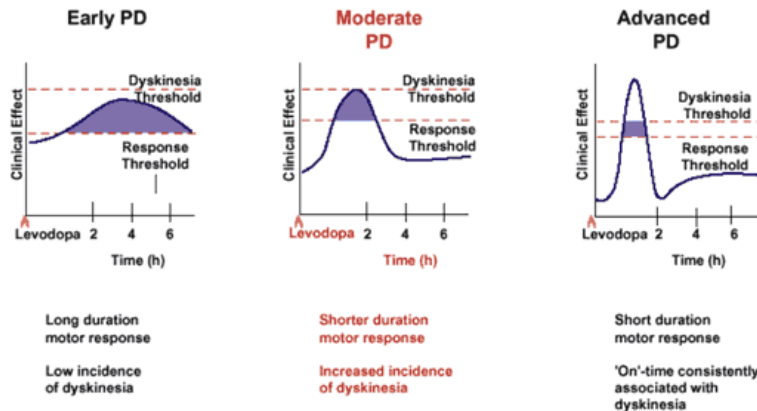 Early PD
Clinical Effect
Dyskinesia
Threshold
Response
Threshold
Levodopa 2 4 6
Time (h)
Long duration
motor response
Low incidence
of dyskinesia
Moderate
PD
Clinical Effect
Dyskinesia
Threshold
Response
Threshold
Levodopa 2 4 6
Time (h)
Shorter duration
motor response
Increased incidence
of dyskinesia
Advanced
PD
Clinical Effect
Dyskinesia
Threshold
Response
Threshold
Levodopa 2 4 6
Time (h)
Short duration
motor response
'On'-time consistently
associated with
dyskinesia